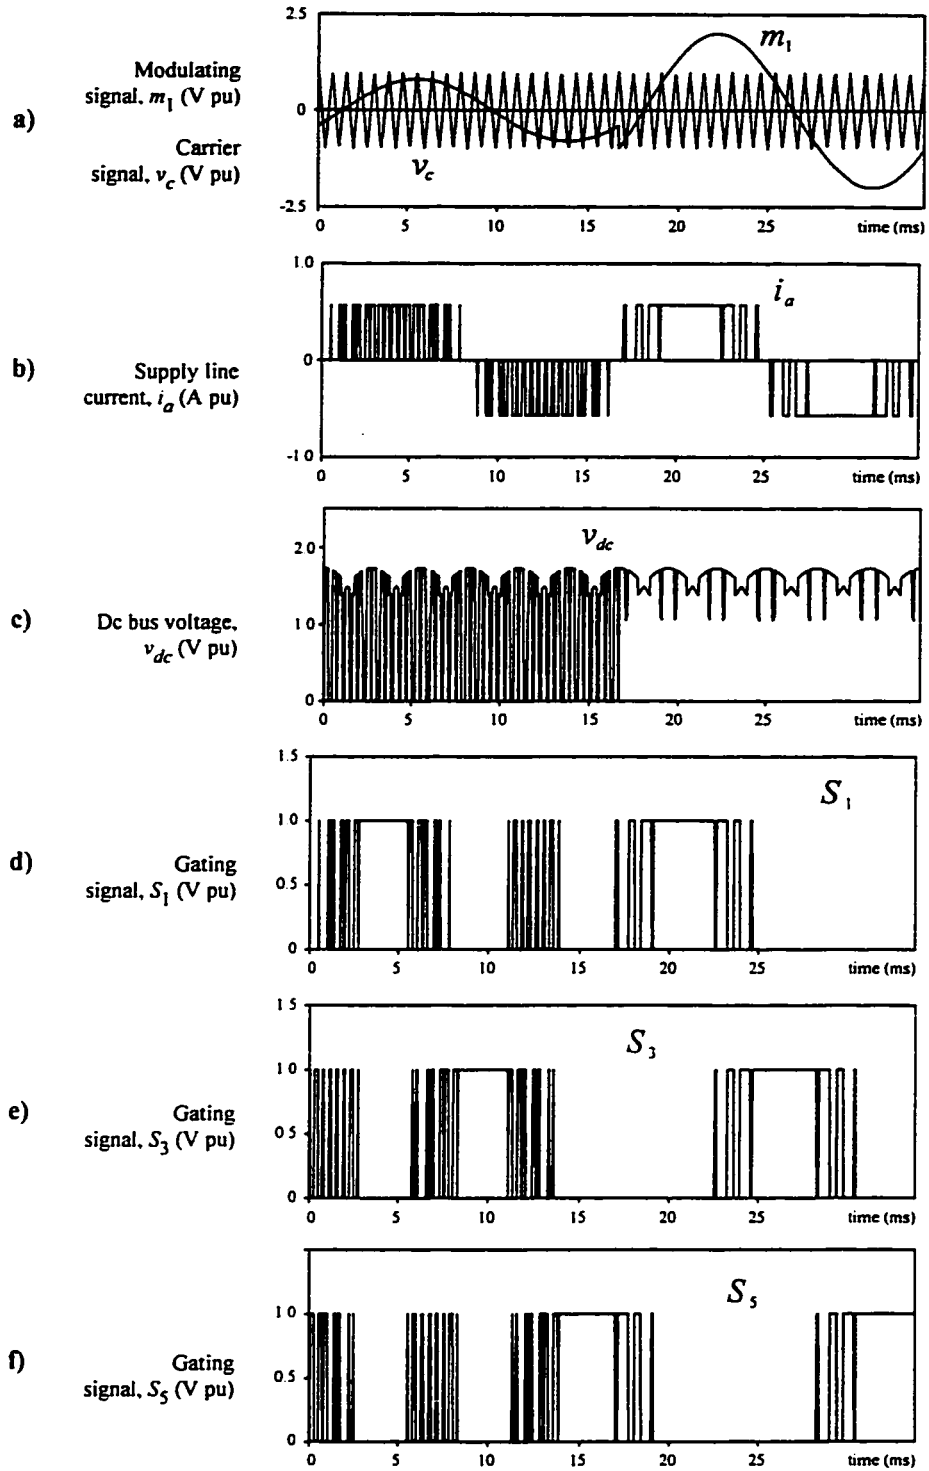 a)
Modulating
signal, m1 (V pu)
Carrier
signal, vc (V pu)
2.5
0
-2.5
m1
vc
0 5 10 15 20 25 time (ms)
b)
Supply line
current, ia (A pu)
1.0
0
-1 0
ia
0 5 10 15 20 25 time (ms)
c)
Dc bus voltage,
vdc (V pu)
2 0
1 0
0
vdc
0 5 10 15 20 25 time (ms)
d)
Gating
signal, S1 (V pu)
1 5
1.0
0.5
0
S1
0 5 10 15 20 25 time (ms)
e)
Gating
signal, S3 (V pu)
1 5
1 0
0 5
0
S3
0 5 10 15 20 25 time (ms)
f)
Gating
signal, S5 (V pu)
1 0
0.5
0
S5
0 5 10 15 20 25 time (ms)